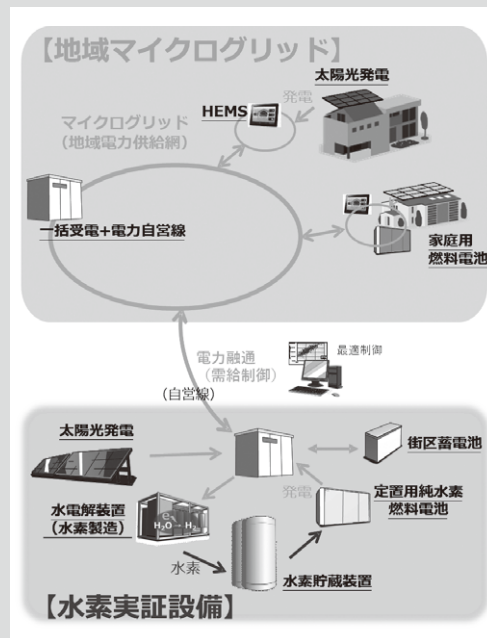 【地域マイクログリッド】
太陽光発電
発電
HEMS
マイクログリッド
（地域電力供給網）
一括受電+電力自営線
家庭用
燃料電池
電力融通
（需給制御）
最適制御
（自営線）
太陽光発電
街区蓄電池
発電
定置用純水素
燃料電池
水電解装置
（水素製造）
H₂O→H₂
水素
水素貯蔵装置
【水素実証設備】